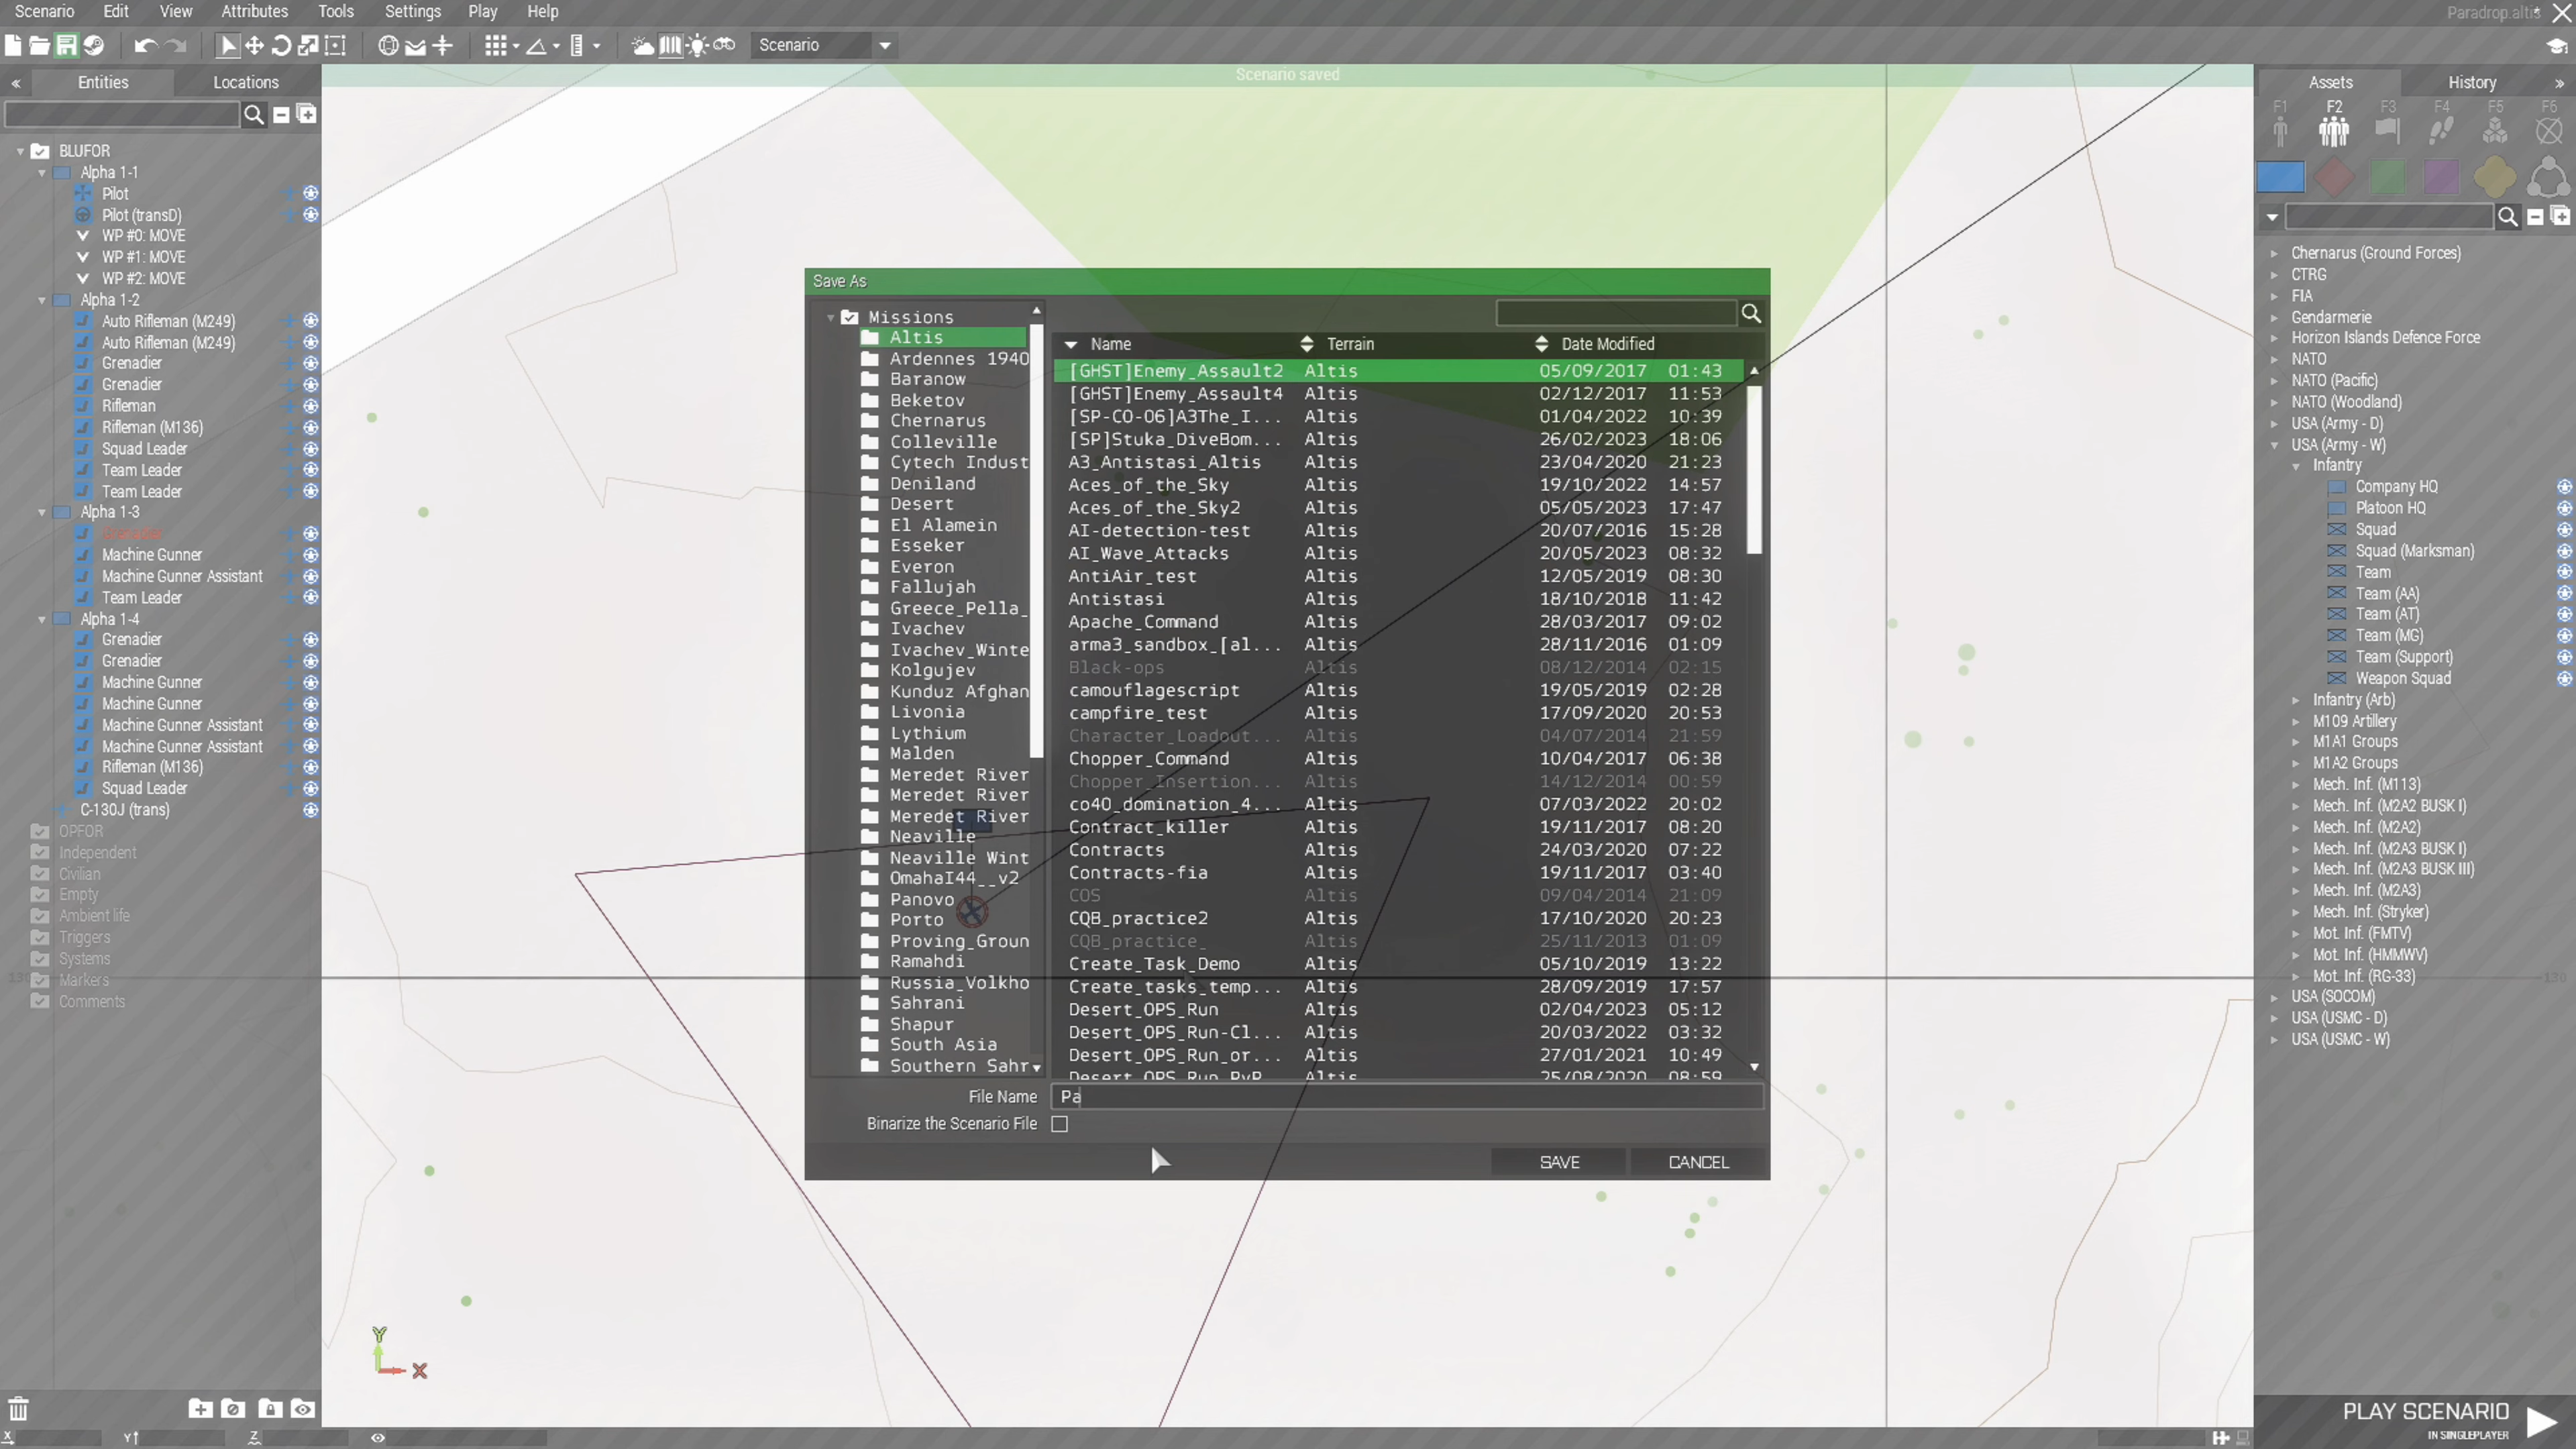 Scenario Edit View Attributes Tools Settings Play Help
Paradrop.altis*
Scenario
Scenario saved
Entities Locations
BLUFOR
Alpha 1-1
Pilot
Pilot (transD)
WP #0: MOVE
WP #1: MOVE
WP #2: MOVE
Alpha 1-2
Auto Rifleman (M249)
Auto Rifleman (M249)
Grenadier
Grenadier
Rifleman
Rifleman (M136)
Squad Leader
Team Leader
Team Leader
Alpha 1-3
Grenadier
Machine Gunner
Machine Gunner Assistant
Team Leader
Alpha 1-4
Grenadier
Grenadier
Machine Gunner
Machine Gunner
Machine Gunner Assistant
Machine Gunner Assistant
Rifleman (M136)
Squad Leader
C-130J (trans)
OPFOR
Independent
Civilian
Empty
Ambient life
Triggers
Systems
Markers
Comments
Save As
Missions
Altis
Ardennes 1940
Baranow
Beketov
Chernarus
Colleville
Cytech Indust
Deniland
Desert
El Alamein
Esseker
Everon
Fallujah
Greece_Pella_
Ivachev
Ivachev_Winte
Kolgujev
Kunduz Afghan
Livonia
Lythium
Malden
Meredet River
Meredet River
Meredet River
Neaville
Neaville Wint
OmahaI44__v2
Panovo
Porto
Proving_Groun
Ramahdi
Russia_Volkho
Sahrani
Shapur
South Asia
Southern Sahr
Name Terrain Date Modified
[GHST]Enemy_Assault2 Altis 05/09/2017 01:43
[GHST]Enemy_Assault4 Altis 02/12/2017 11:53
[SP-CO-06]A3The_I... Altis 01/04/2022 10:39
[SP]Stuka_DiveBom... Altis 26/02/2023 18:06
A3_Antistasi_Altis Altis 23/04/2020 21:23
Aces_of_the_Sky Altis 19/10/2022 14:57
Aces_of_the_Sky2 Altis 05/05/2023 17:47
AI-detection-test Altis 20/07/2016 15:28
AI_Wave_Attacks Altis 20/05/2023 08:32
AntiAir_test Altis 12/05/2019 08:30
Antistasi Altis 18/10/2018 11:42
Apache_Command Altis 28/03/2017 09:02
arma3_sandbox_[al... Altis 28/11/2016 01:09
Black-ops Altis 08/12/2014 02:15
camouflagescript Altis 19/05/2019 02:28
campfire_test Altis 17/09/2020 20:53
Character_Loadout... Altis 04/07/2014 21:59
Chopper_Command Altis 10/04/2017 06:38
Chopper_Insertion... Altis 14/12/2014 00:59
co40_domination_4... Altis 07/03/2022 20:02
Contract_killer Altis 19/11/2017 08:20
Contracts Altis 24/03/2020 07:22
Contracts-fia Altis 19/11/2017 03:40
COS Altis 09/04/2014 21:09
CQB_practice2 Altis 17/10/2020 20:23
CQB_practice_ Altis 25/11/2013 01:09
Create_Task_Demo Altis 05/10/2019 13:22
Create_tasks_temp... Altis 28/09/2019 17:57
Desert_OPS_Run Altis 02/04/2023 05:12
Desert_OPS_Run-Cl... Altis 20/03/2022 03:32
Desert_OPS_Run_or... Altis 27/01/2021 10:49
Desert_OPS_Run_PvP Altis 25/08/2020 08:59
File Name Pa
Binarize the Scenario File
SAVE CANCEL
Assets History
F1 F2 F3 F4 F5 F6
Chernarus (Ground Forces)
CTRG
FIA
Gendarmerie
Horizon Islands Defence Force
NATO
NATO (Pacific)
NATO (Woodland)
USA (Army - D)
USA (Army - W)
Infantry
Company HQ
Platoon HQ
Squad
Squad (Marksman)
Team
Team (AA)
Team (AT)
Team (MG)
Team (Support)
Weapon Squad
Infantry (Arb)
M109 Artillery
M1A1 Groups
M1A2 Groups
Mech. Inf. (M113)
Mech. Inf. (M2A2 BUSK I)
Mech. Inf. (M2A2)
Mech. Inf. (M2A3 BUSK I)
Mech. Inf. (M2A3 BUSK III)
Mech. Inf. (M2A3)
Mech. Inf. (Stryker)
Mot. Inf. (FMTV)
Mot. Inf. (HMMWV)
Mot. Inf. (RG-33)
USA (SOCOM)
USA (USMC - D)
USA (USMC - W)
130
Y
X
X Y Z
PLAY SCENARIO
IN SINGLEPLAYER